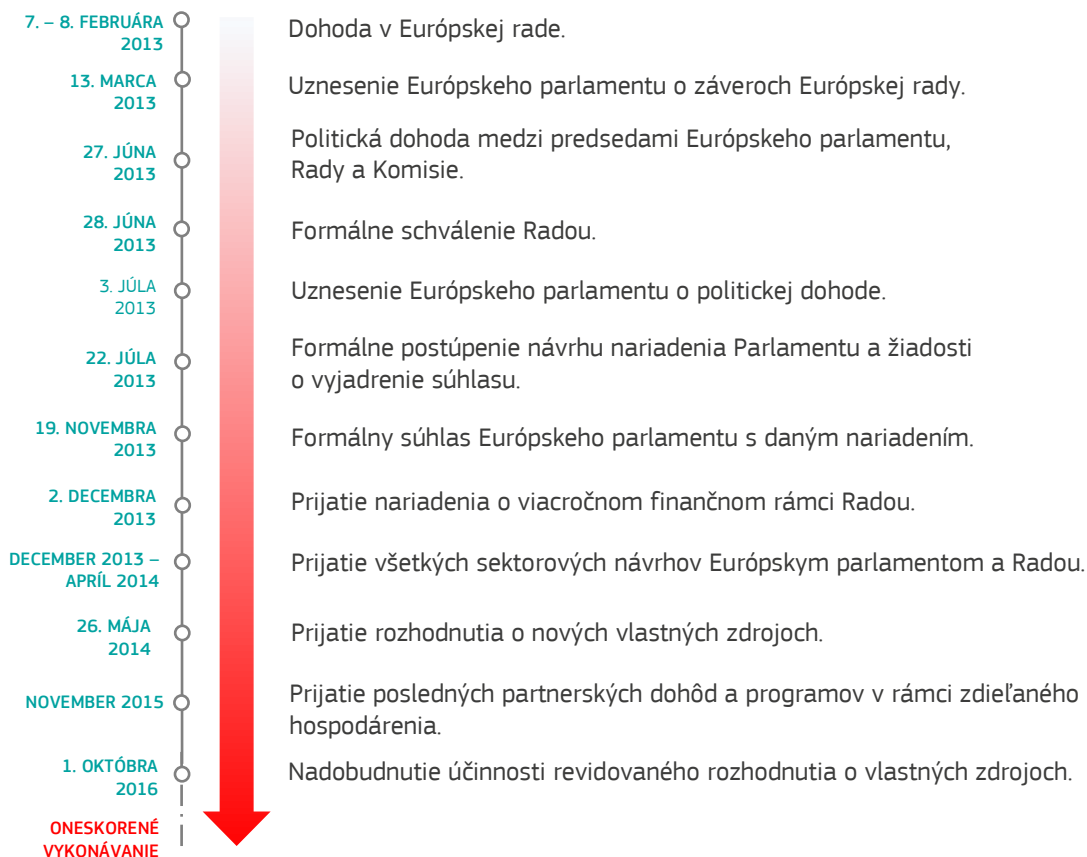 7. – 8. FEBRUÁRA
2013
Dohoda v Európskej rade.
13. MARCA
2013
Uznesenie Európskeho parlamentu o záveroch Európskej rady.
27. JÚNA
2013
Politická dohoda medzi predsedami Európskeho parlamentu,
Rady a Komisie.
28. JÚNA
2013
Formálne schválenie Radou.
3. JÚLA
2013
Uznesenie Európskeho parlamentu o politickej dohode.
22. JÚLA
2013
Formálne postúpenie návrhu nariadenia Parlamentu a žiadosti
o vyjadrenie súhlasu.
19. NOVEMBRA
2013
Formálny súhlas Európskeho parlamentu s daným nariadením.
2. DECEMBRA
2013
Prijatie nariadenia o viacročnom finančnom rámci Radou.
DECEMBER 2013 –
APRÍL 2014
Prijatie všetkých sektorových návrhov Európskym parlamentom a Radou.
26. MÁJA
2014
Prijatie rozhodnutia o nových vlastných zdrojoch.
NOVEMBER 2015
Prijatie posledných partnerských dohôd a programov v rámci zdieľaného
hospodárenia.
1. OKTÓBRA
2016
Nadobudnutie účinnosti revidovaného rozhodnutia o vlastných zdrojoch.
ONESKORENÉ
VYKONÁVANIE